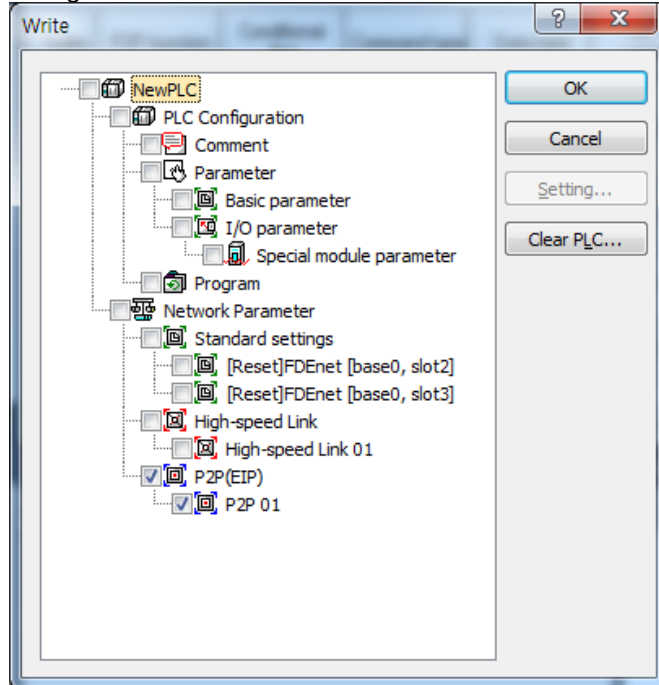 Write
NewPLC
PLC Configuration
Comment
Parameter
Basic parameter
I/O parameter
Special module parameter
Program
Network Parameter
Standard settings
[Reset]FDEnet [base0, slot2]
[Reset]FDEnet [base0, slot3]
High-speed Link
High-speed Link 01
P2P(EIP)
P2P 01
OK
Cancel
Setting...
Clear PLC...